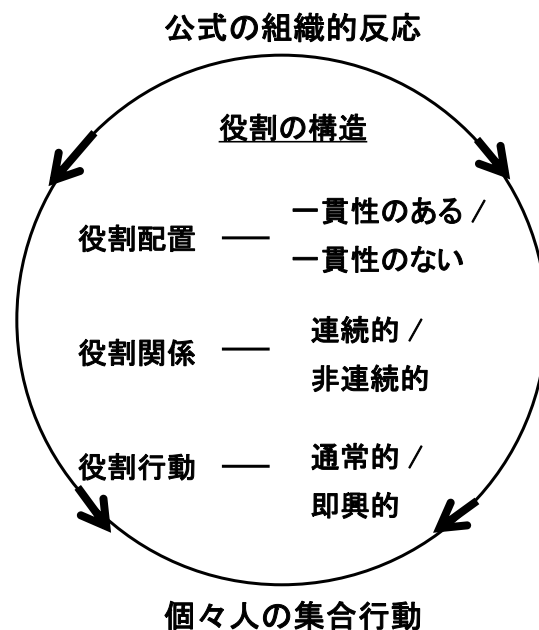 公式の組織的反応
役割の構造
役割配置 — 一貫性のある /
一貫性のない
役割関係 — 連続的 /
非連続的
役割行動 — 通常的 /
即興的
個々人の集合行動